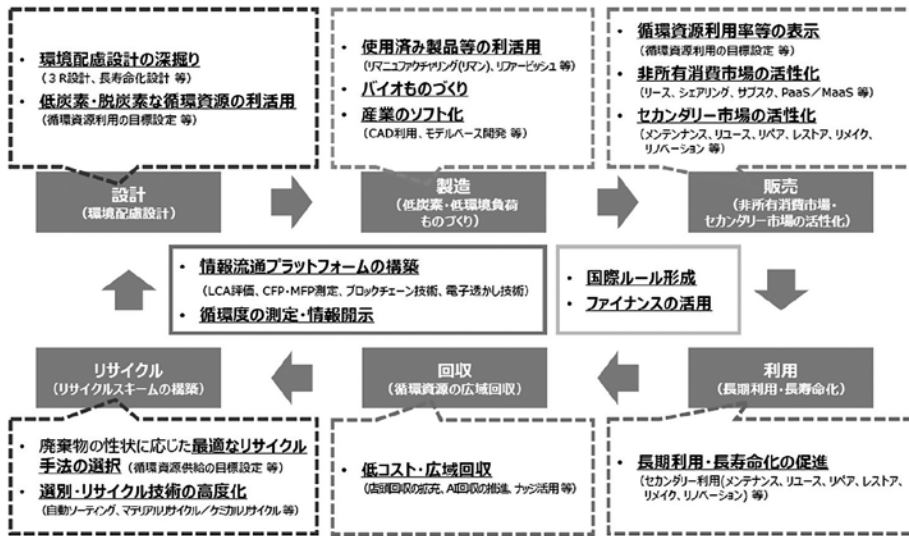 ・環境配慮設計の深掘り
(3R設計、長寿命化設計 等)
・低炭素・脱炭素な循環資源の利活用
(循環資源利用の目標設定 等)
設計
(環境配慮設計)
・使用済み製品等の利活用
(リマニュファクチャリング(リマン)、リファービッシュ 等)
・バイオものづくり
・産業のソフト化
(CAD利用、モデルベース開発 等)
製造
(低炭素・低環境負荷
ものづくり)
・循環資源利用率等の表示
(循環資源利用の目標設定 等)
・非所有消費市場の活性化
(リース、シェアリング、サブスク、PaaS/MaaS 等)
・セカンダリー市場の活性化
(メンテンナンス、リユース、リペア、レストア、リメイク、
リノベーション 等)
販売
(非所有消費市場・
セカンダリー市場の活性化)
・情報流通プラットフォームの構築
(LCA評価、CFP・MFP測定、ブロックチェーン技術、電子透かし技術)
・循環度の測定・情報開示
・国際ルール形成
・ファイナンスの活用
リサイクル
(リサイクルスキームの構築)
・廃棄物の性状に応じた最適なリサイクル
手法の選択 (循環資源供給の目標設定 等)
・選別・リサイクル技術の高度化
(自動ソーティング、マテリアルリサイクル/ケミカルリサイクル 等)
回収
(循環資源の広域回収)
・低コスト・広域回収
(店頭回収の拡充、AI回収の推進、ナッジ活用 等)
利用
(長期利用・長寿命化)
・長期利用・長寿命化の促進
(セカンダリー利用(メンテナンス、リユース、リペア、レストア、
リメイク、リノベーション) 等)